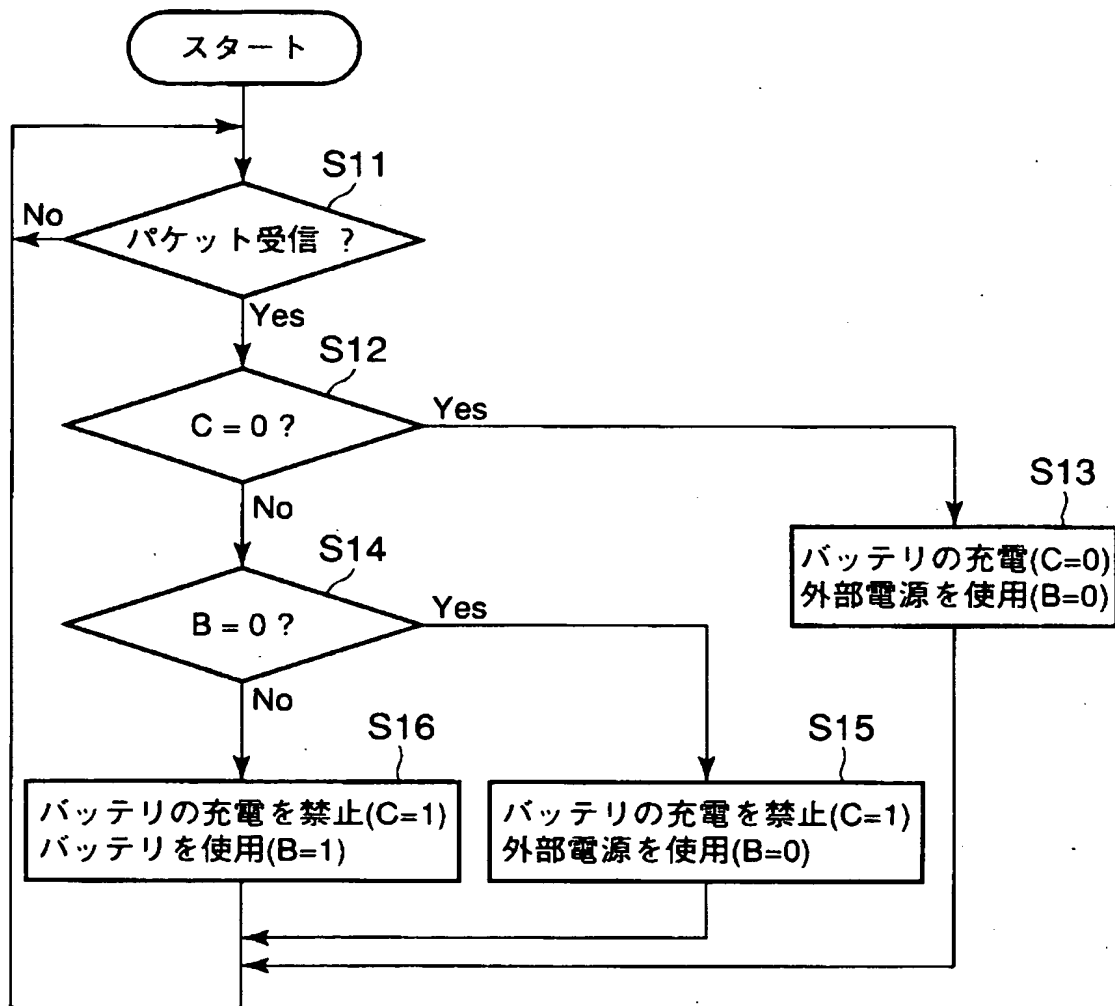 スタート
S11
No
パケット受信 ?
Yes
S12
C = 0 ?
Yes
No
S13
バッテリの充電(C=0)
外部電源を使用(B=0)
S14
B = 0 ?
Yes
No
S16
バッテリの充電を禁止(C=1)
バッテリを使用(B=1)
S15
バッテリの充電を禁止(C=1)
外部電源を使用(B=0)